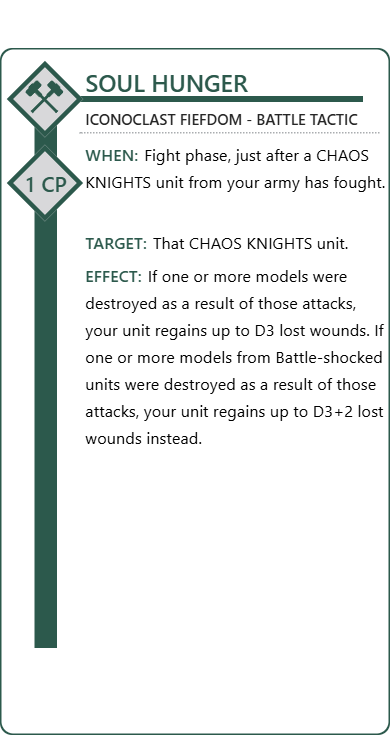 SOUL HUNGER
ICONOCLAST FIEFDOM - BATTLE TACTIC
WHEN: Fight phase, just after a CHAOS
1 CP
KNIGHTS unit from your army has fought.
TARGET: That CHAOS KNIGHTS unit.
EFFECT: If one or more models were
destroyed as a result of those attacks,
your unit regains up to D3 lost wounds. If
one or more models from Battle-shocked
units were destroyed as a result of those
attacks, your unit regains up to D3+2 lost
wounds instead.